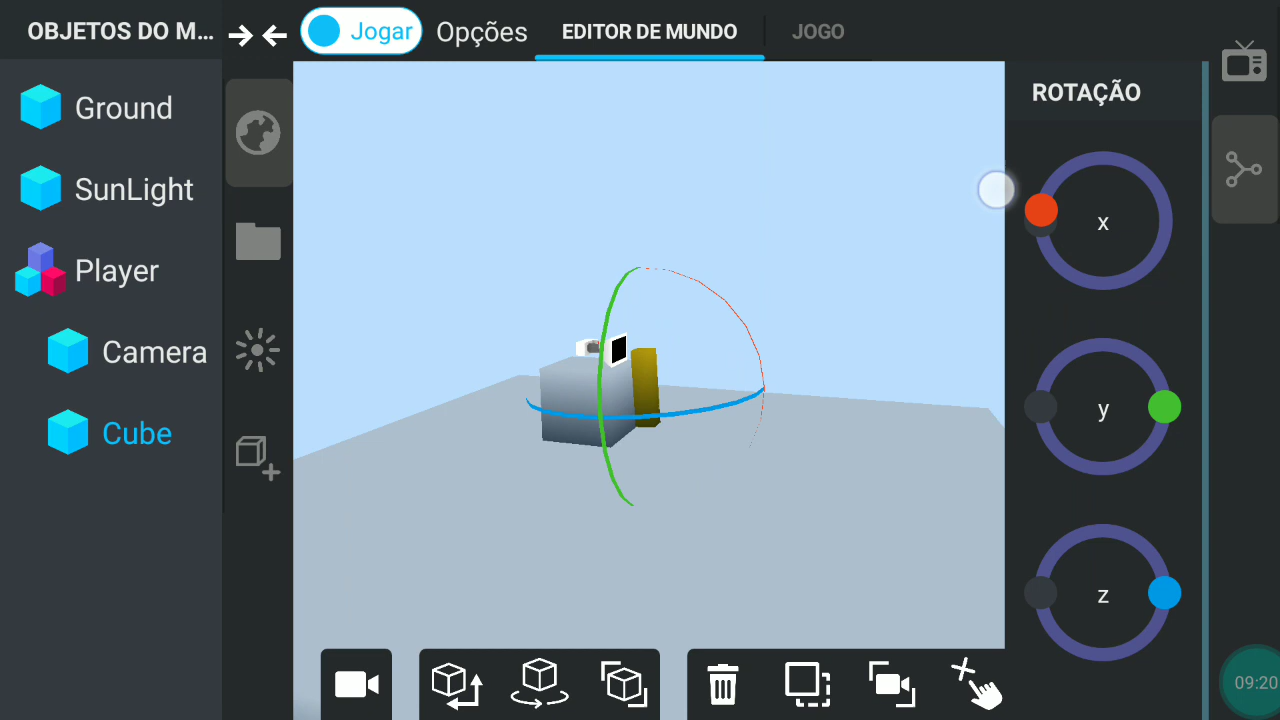 OBJETOS DO M...
Jogar
Opções
EDITOR DE MUNDO
JOGO
Ground
SunLight
Player
Camera
Cube
ROTAÇÃO
x
y
z
09:20